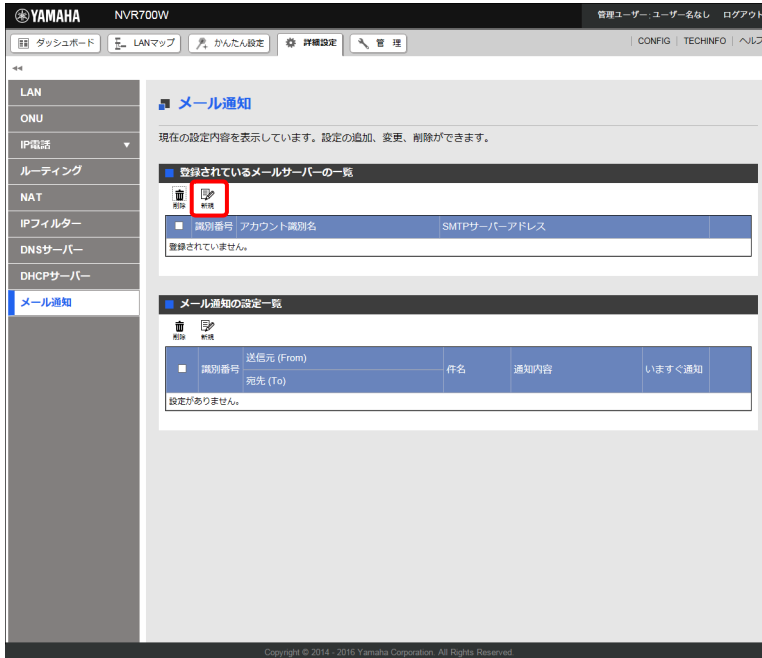 YAMAHA NVR700W 管理ユーザー:ユーザー名なし ログアウト
ダッシュボード LANマップ かんたん設定 詳細設定 管 理 CONFIG | TECHINFO | ヘルプ
LAN
ONU
IP電話
ルーティング
NAT
IPフィルター
DNSサーバー
DHCPサーバー
メール通知
メール通知
現在の設定内容を表示しています。設定の追加、変更、削除ができます。
登録されているメールサーバーの一覧
削除 新規
識別番号 アカウント識別名 SMTPサーバーアドレス
登録されていません。
メール通知の設定一覧
削除 新規
識別番号 送信元 (From) 件名 通知内容 いますぐ通知
宛先 (To)
設定がありません。
Copyright © 2014 - 2016 Yamaha Corporation. All Rights Reserved.